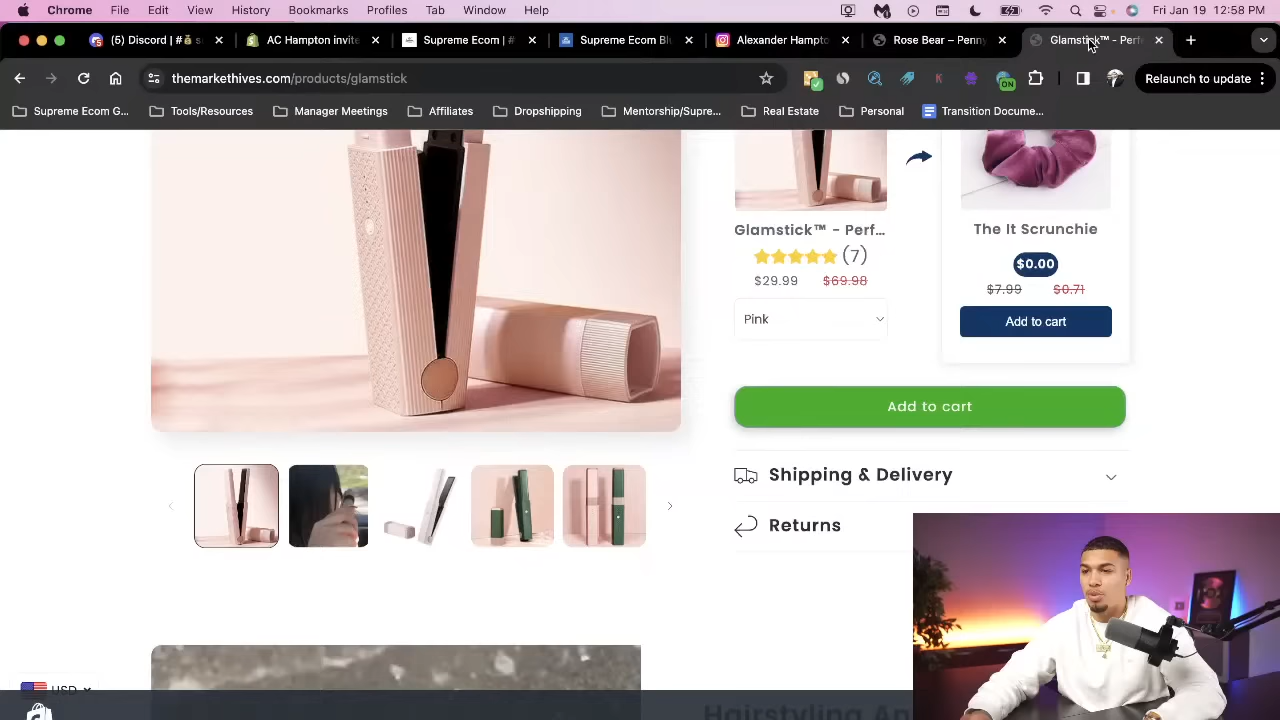 Chrome File Edit View History Bookmarks Profiles Tab Window Help Fri Jan 19 12:58 PM
(5) Discord | #💰 s AC Hampton invite Supreme Ecom | # Supreme Ecom Bl Alexander Hampto Rose Bear – Penny Glamstick™ - Perf
themarkethives.com/products/glamstick ON Relaunch to update
Supreme Ecom G... Tools/Resources Manager Meetings Affiliates Dropshipping Mentorship/Supre... Real Estate Personal Transition Docume...
Glamstick™ - Perf...
(7)
$29.99 $69.98
Pink
The It Scrunchie
$0.00
$7.99 $0.71
Add to cart
Add to cart
Shipping & Delivery
Returns
USD
Hairstyling